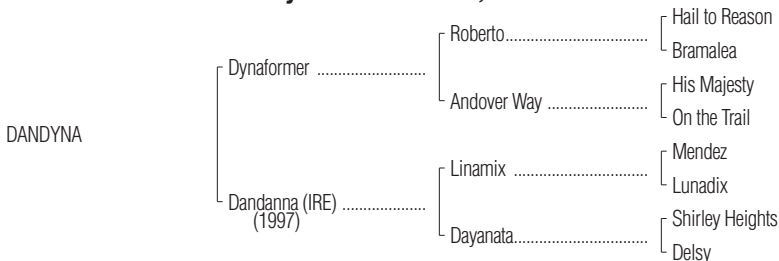 Hail to Reason
Roberto
Bramalea
Dynaformer
His Majesty
Andover Way
On the Trail
DANDYNA
Mendez
Linamix
Lunadix
Dandanna (IRE)
(1997)
Shirley Heights
Dayanata
Delsy